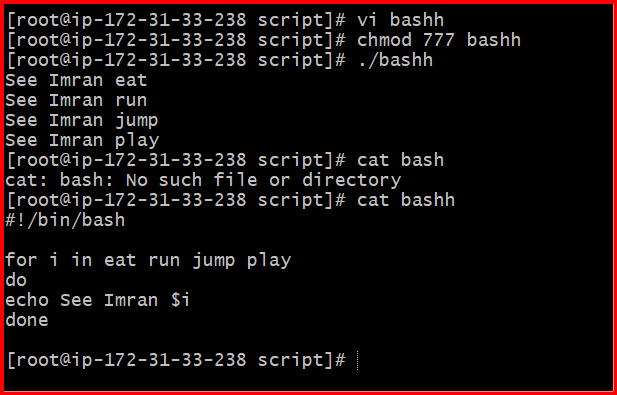 [root@ip-172-31-33-238 script]# vi bashh
[root@ip-172-31-33-238 script]# chmod 777 bashh
[root@ip-172-31-33-238 script]# ./bashh
See Imran eat
See Imran run
See Imran jump
See Imran play
[root@ip-172-31-33-238 script]# cat bash
cat: bash: No such file or directory
[root@ip-172-31-33-238 script]# cat bashh
#!/bin/bash

for i in eat run jump play
do
echo See Imran $i
done

[root@ip-172-31-33-238 script]#